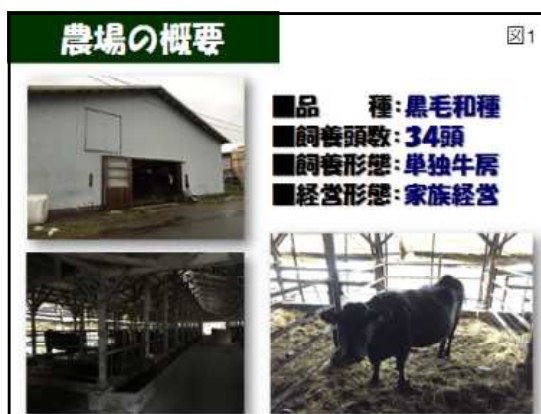 農場の概要
図1
■品　　種：黒毛和種
■飼養頭数：34頭
■飼養形態：単独牛房
■経営形態：家族経営